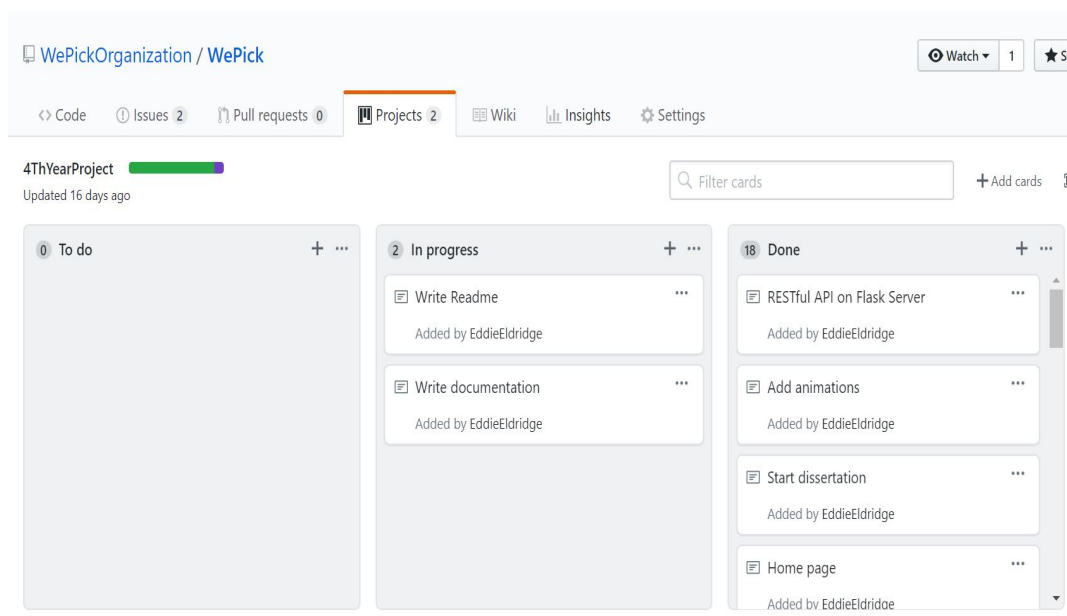 WePickOrganization / WePick
Watch 1
Code Issues 2 Pull requests 0 Projects 2 Wiki Insights Settings
4ThYearProject
Updated 16 days ago
Filter cards
Add cards
0 To do
2 In progress
Write Readme
Added by EddieEldridge
Write documentation
Added by EddieEldridge
18 Done
RESTful API on Flask Server
Added by EddieEldridge
Add animations
Added by EddieEldridge
Start dissertation
Added by EddieEldridge
Home page
Added by EddieEldridge